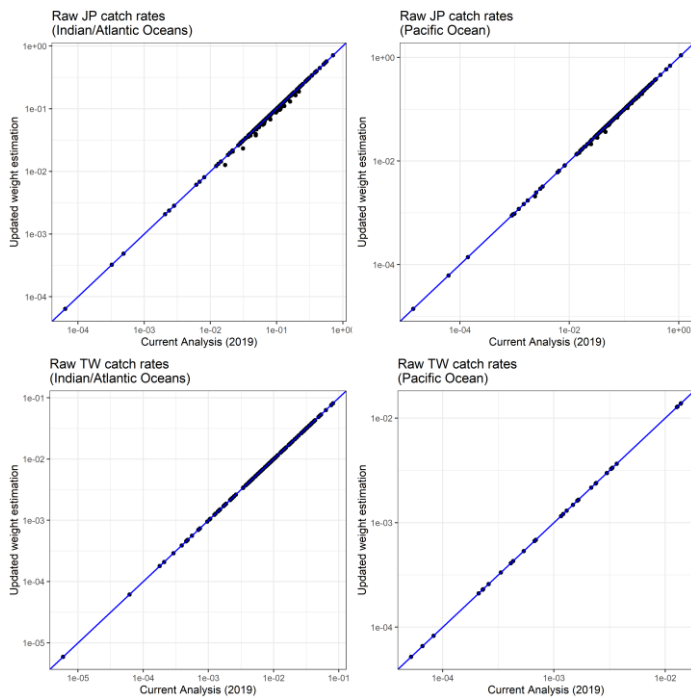 Raw JP catch rates
(Indian/Atlantic Oceans)
Updated weight estimation
1e+00
1e-01
1e-02
1e-03
1e-04
1e-04
1e-03
1e-02
1e-01
1e+0
Current Analysis (2019)
Raw JP catch rates
(Pacific Ocean)
Updated weight estimation
1e+00
1e-02
1e-04
1e-04
1e-02
1e+00
Current Analysis (2019)
Raw TW catch rates
(Indian/Atlantic Oceans)
Updated weight estimation
1e-01
1e-02
1e-03
1e-04
1e-05
1e-05
1e-04
1e-03
1e-02
1e-01
Current Analysis (2019)
Raw TW catch rates
(Pacific Ocean)
Updated weight estimation
1e-02
1e-03
1e-04
1e-04
1e-03
1e-02
Current Analysis (2019)